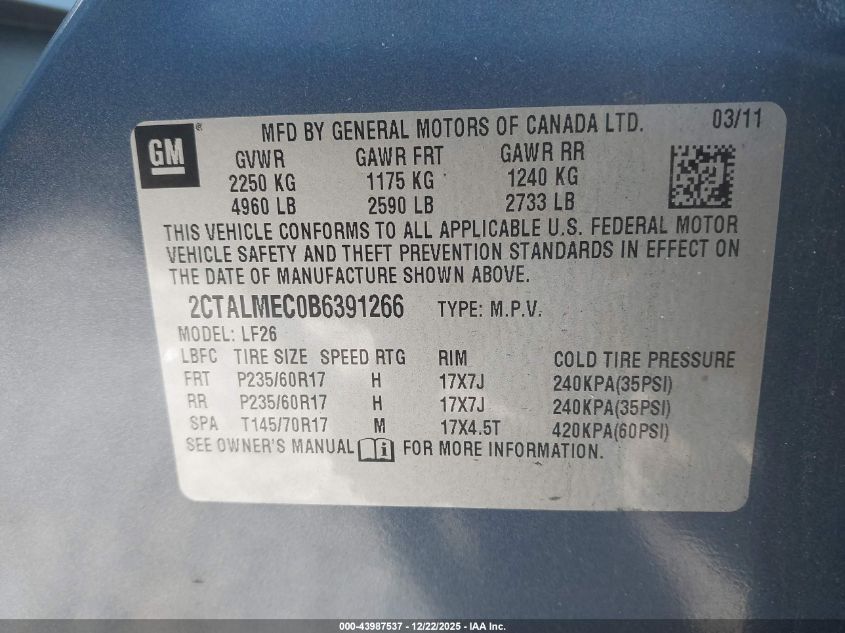 GM ® MFD BY GENERAL MOTORS OF CANADA LTD. 03/11
GVWR GAWR FRT GAWR RR
2250 KG 1175 KG 1240 KG
4960 LB 2590 LB 2733 LB
THIS VEHICLE CONFORMS TO ALL APPLICABLE U.S. FEDERAL MOTOR
VEHICLE SAFETY AND THEFT PREVENTION STANDARDS IN EFFECT ON
THE DATE OF MANUFACTURE SHOWN ABOVE.
2CTALMEC0B6391266 TYPE: M.P.V.
MODEL: LF26
LBFC TIRE SIZE SPEED RTG RIM COLD TIRE PRESSURE
FRT P235/60R17 H 17X7J 240KPA(35PSI)
RR P235/60R17 H 17X7J 240KPA(35PSI)
SPA T145/70R17 M 17X4.5T 420KPA(60PSI)
SEE OWNER'S MANUAL i FOR MORE INFORMATION.
000-43987537 - 12/22/2025 - IAA Inc.